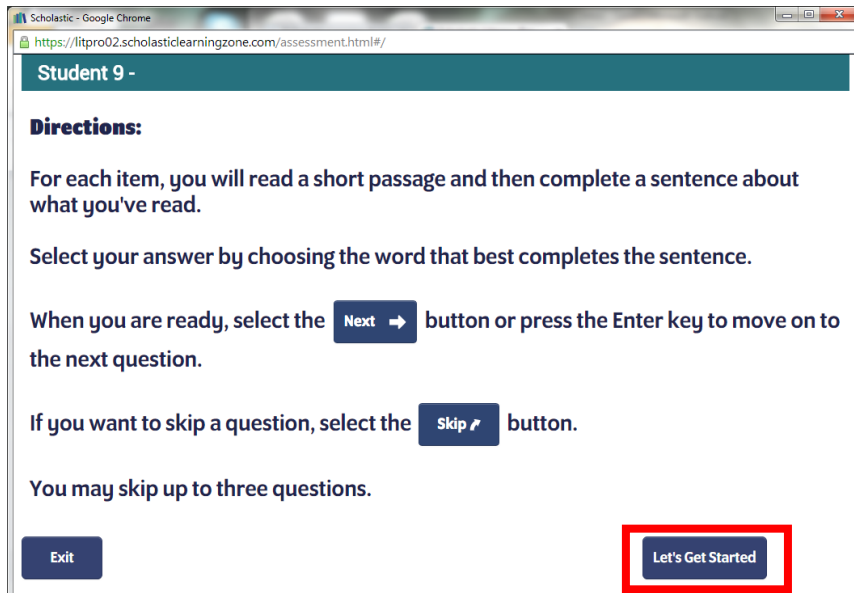 Scholastic - Google Chrome
https://litpro02.scholasticlearningzone.com/assessment.html#/
Student 9 -
Directions:
For each item, you will read a short passage and then complete a sentence about
what you've read.
Select your answer by choosing the word that best completes the sentence.
When you are ready, select the Next → button or press the Enter key to move on to
the next question.
If you want to skip a question, select the Skip button.
You may skip up to three questions.
Exit Let's Get Started